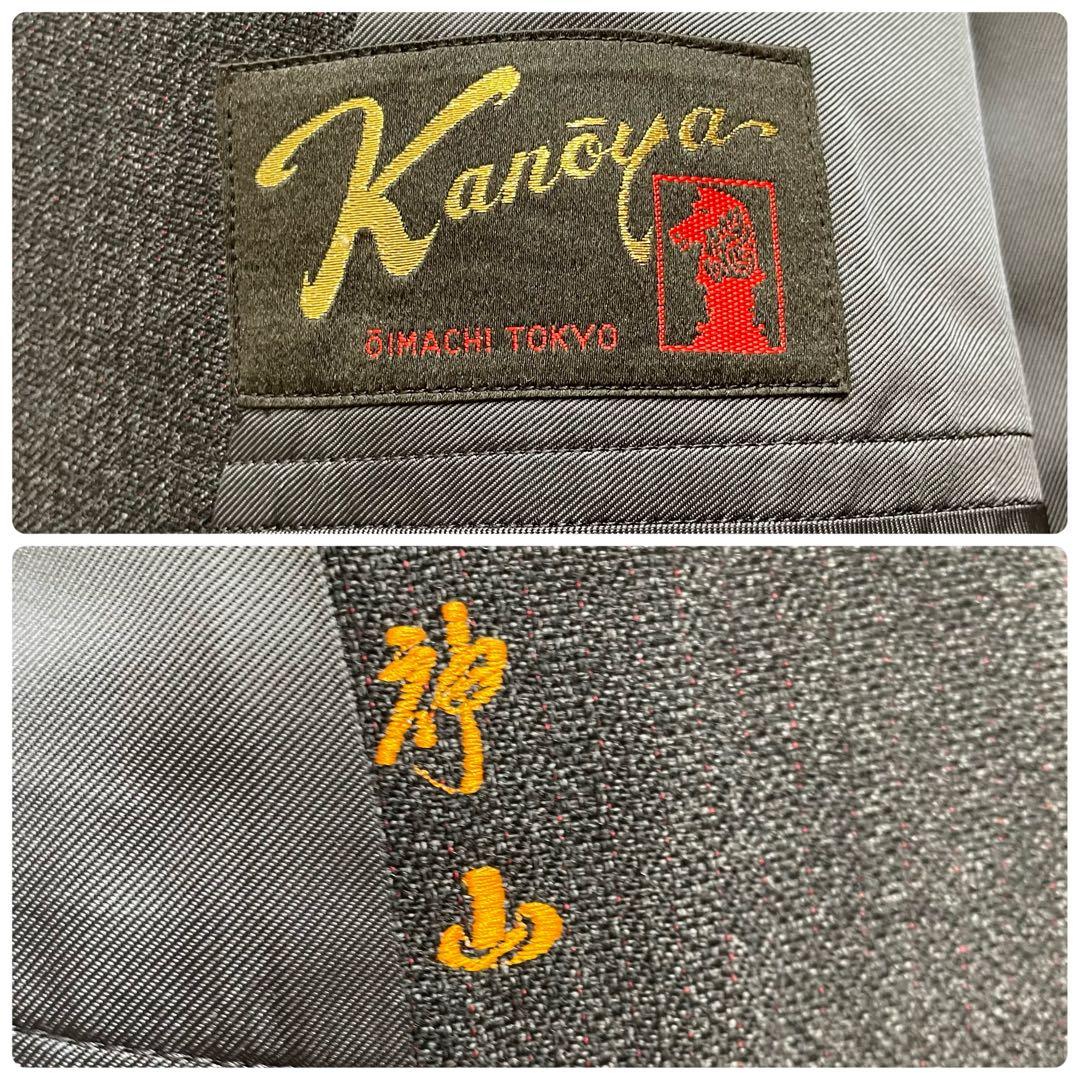 Kanōya
ōIMACHI TOKYO
神
山